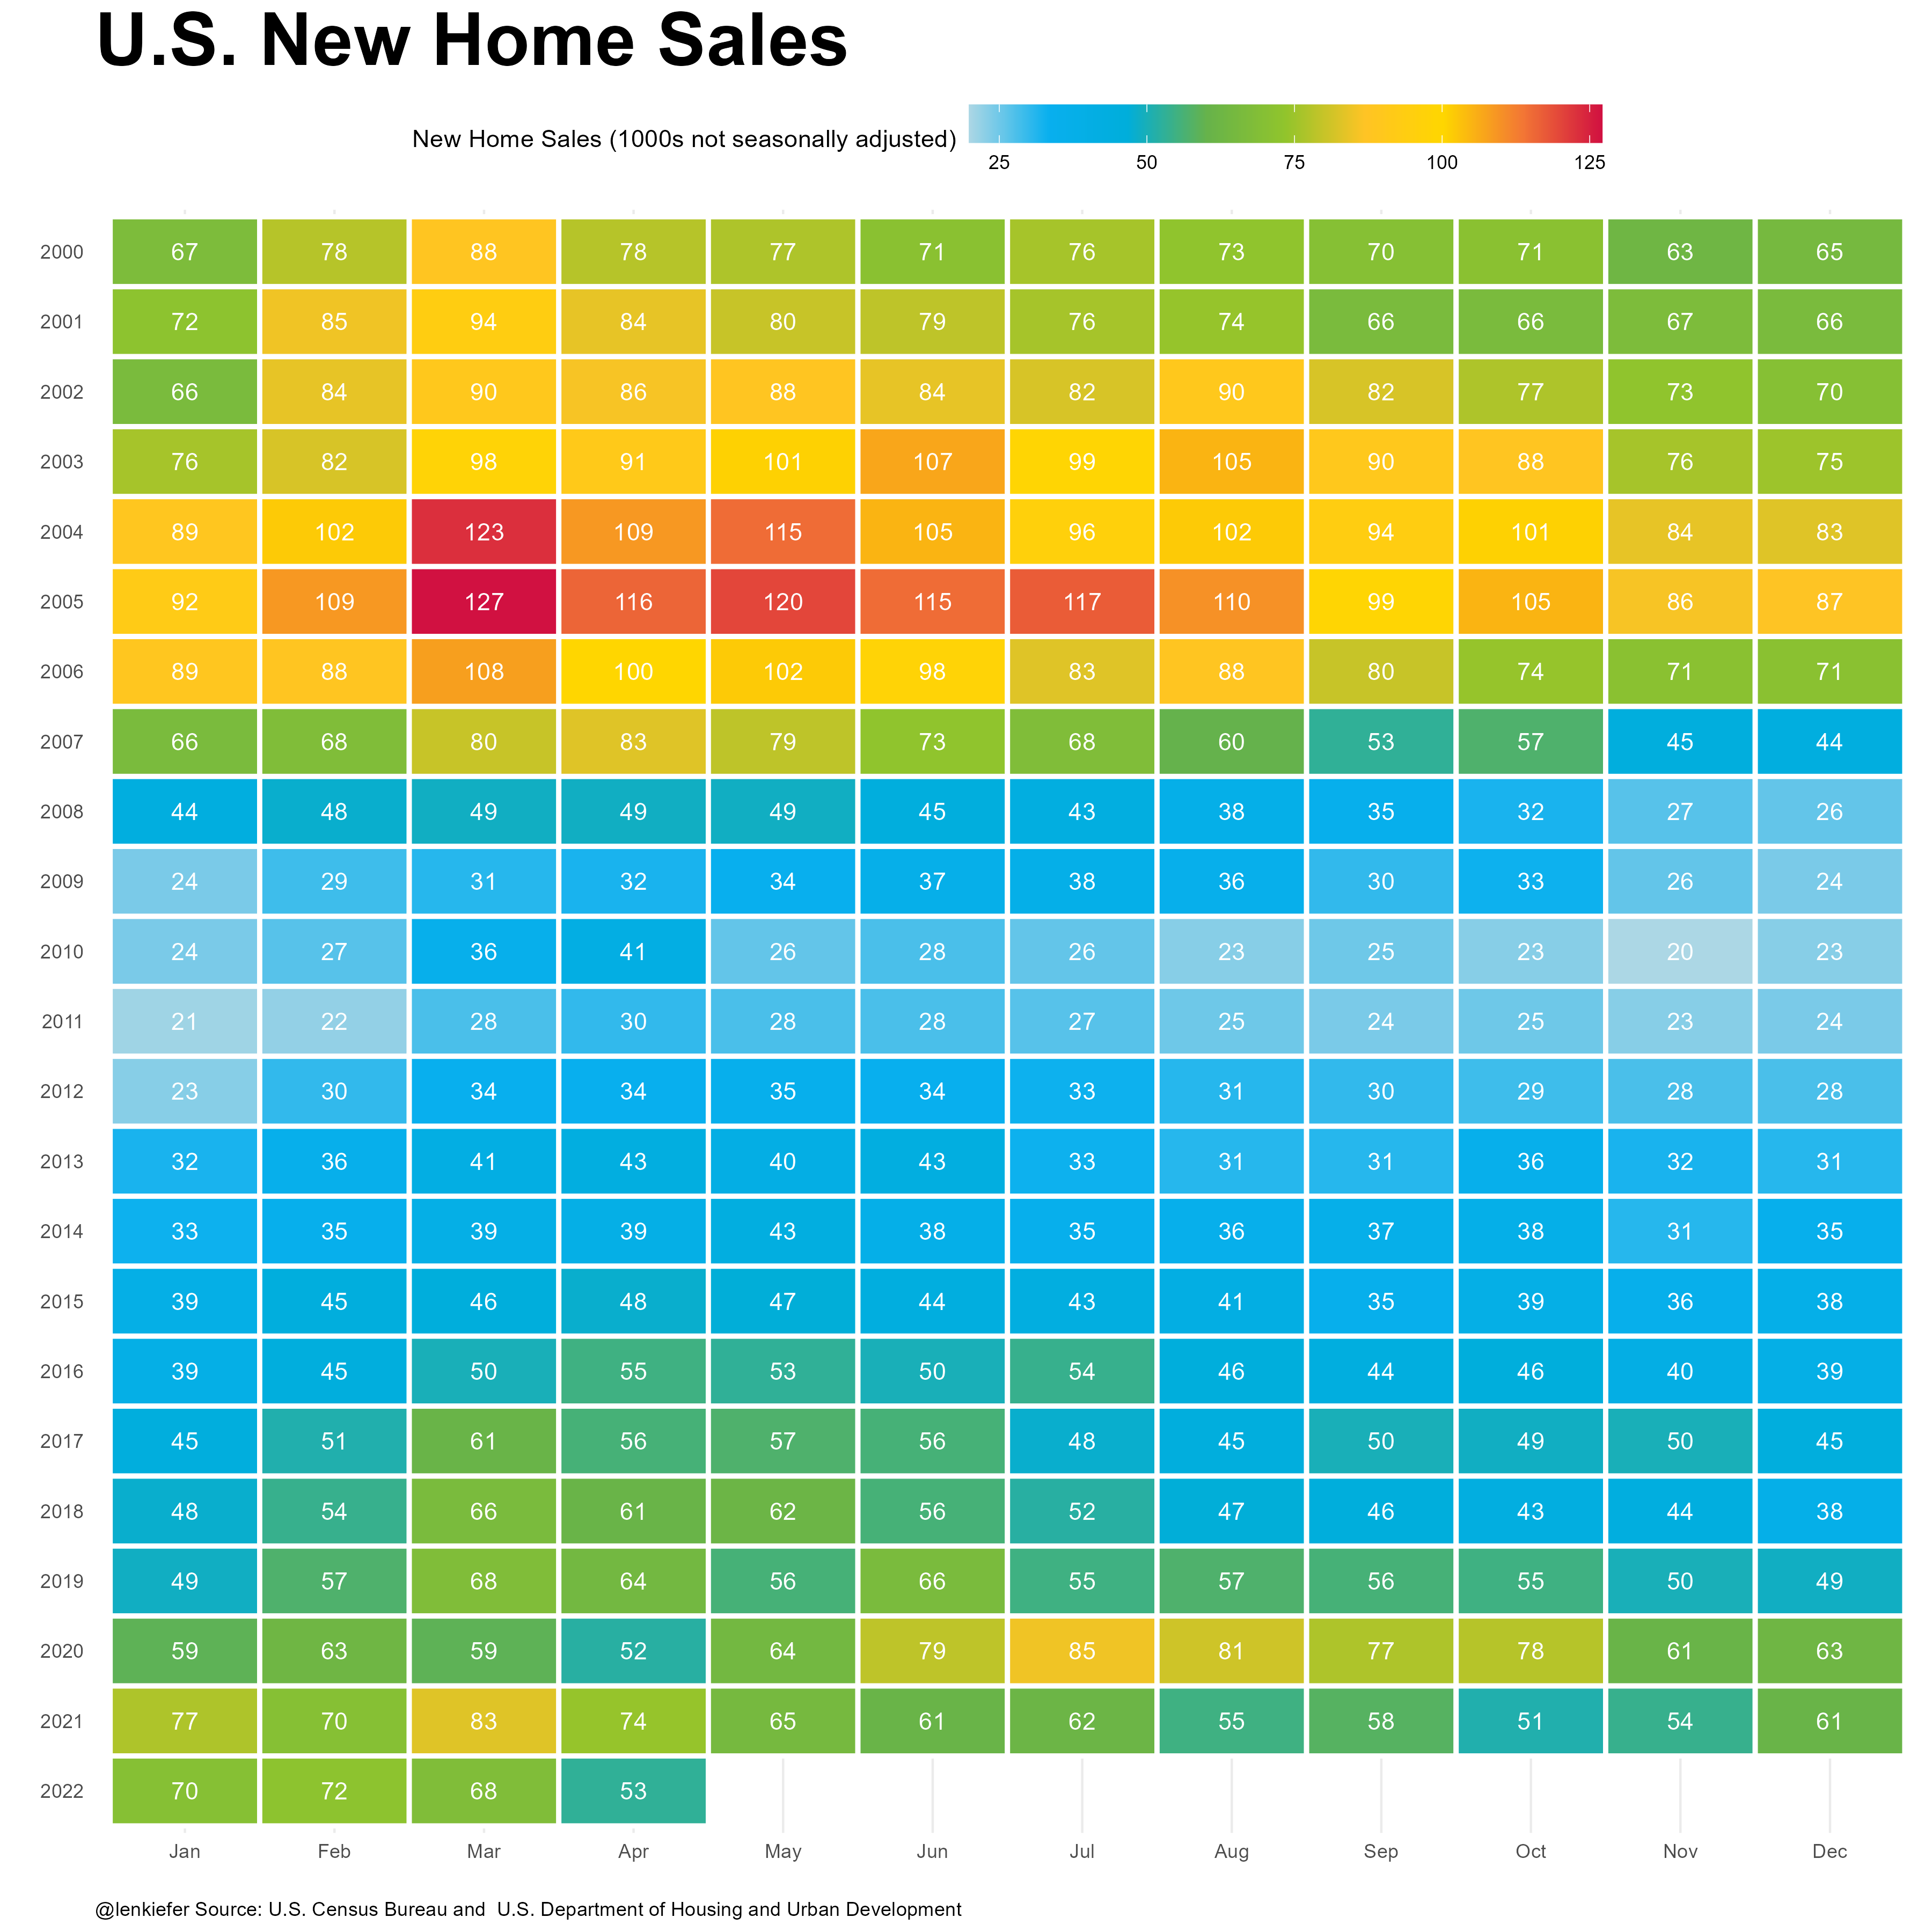 U.S. New Home Sales
New Home Sales (1000s not seasonally adjusted)
25 50 75 100 125
2000 67 78 88 78 77 71 76 73 70 71 63 65
2001 72 85 94 84 80 79 76 74 66 66 67 66
2002 66 84 90 86 88 84 82 90 82 77 73 70
2003 76 82 98 91 101 107 99 105 90 88 76 75
2004 89 102 123 109 115 105 96 102 94 101 84 83
2005 92 109 127 116 120 115 117 110 99 105 86 87
2006 89 88 108 100 102 98 83 88 80 74 71 71
2007 66 68 80 83 79 73 68 60 53 57 45 44
2008 44 48 49 49 49 45 43 38 35 32 27 26
2009 24 29 31 32 34 37 38 36 30 33 26 24
2010 24 27 36 41 26 28 26 23 25 23 20 23
2011 21 22 28 30 28 28 27 25 24 25 23 24
2012 23 30 34 34 35 34 33 31 30 29 28 28
2013 32 36 41 43 40 43 33 31 31 36 32 31
2014 33 35 39 39 43 38 35 36 37 38 31 35
2015 39 45 46 48 47 44 43 41 35 39 36 38
2016 39 45 50 55 53 50 54 46 44 46 40 39
2017 45 51 61 56 57 56 48 45 50 49 50 45
2018 48 54 66 61 62 56 52 47 46 43 44 38
2019 49 57 68 64 56 66 55 57 56 55 50 49
2020 59 63 59 52 64 79 85 81 77 78 61 63
2021 77 70 83 74 65 61 62 55 58 51 54 61
2022 70 72 68 53
Jan Feb Mar Apr May Jun Jul Aug Sep Oct Nov Dec
@lenkiefer Source: U.S. Census Bureau and  U.S. Department of Housing and Urban Development